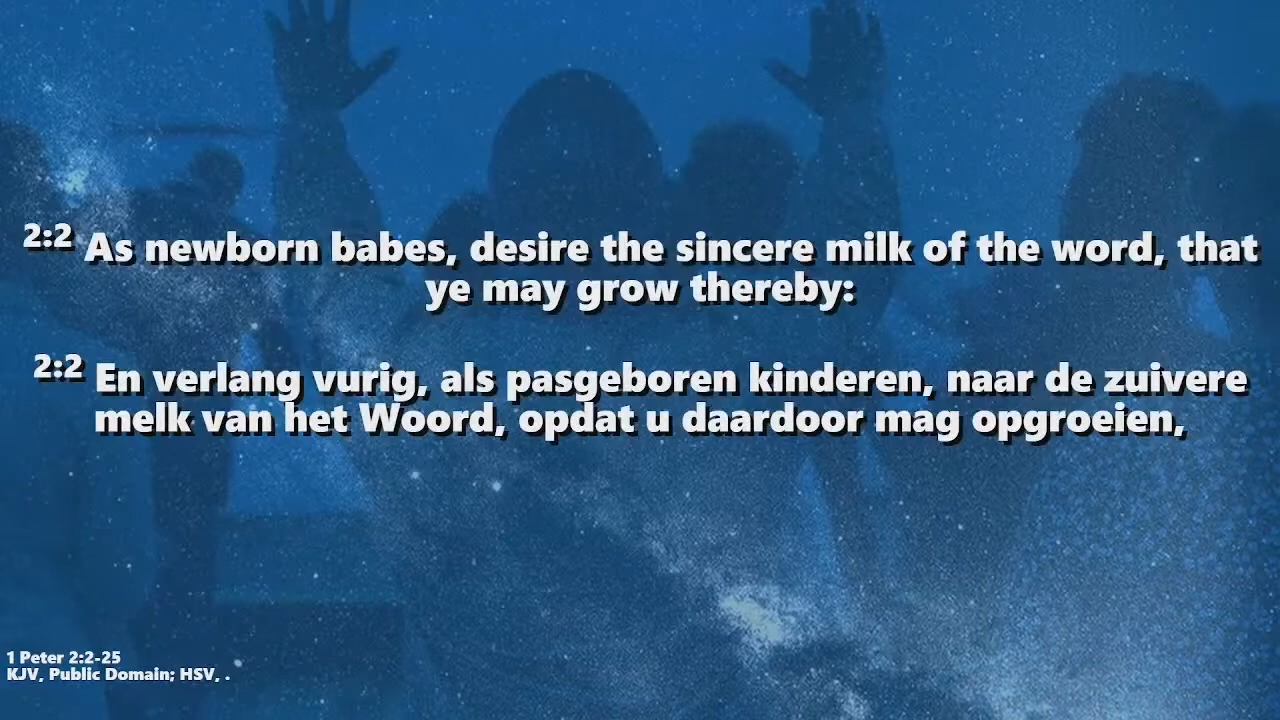 2:2 As newborn babes, desire the sincere milk of the word, that
ye may grow thereby:
2:2 En verlang vurig, als pasgeboren kinderen, naar de zuivere
melk van het Woord, opdat u daardoor mag opgroeien,
1 Peter 2:2-25
KJV, Public Domain; HSV, .